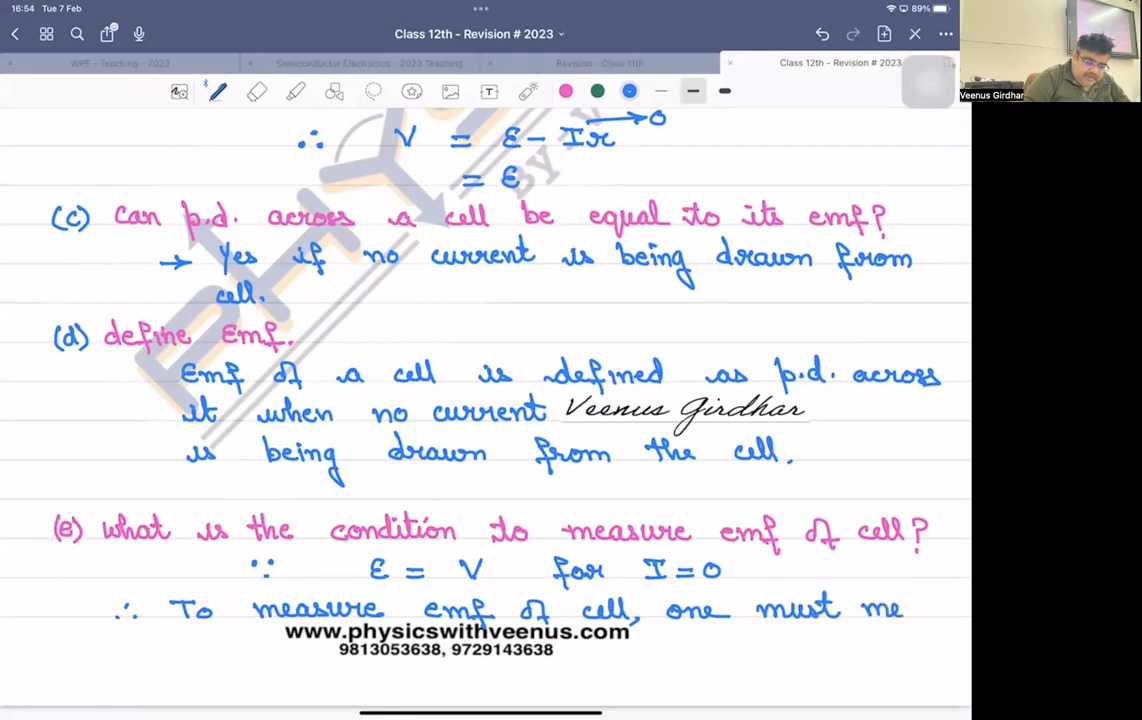 16:54 Tue 7 Feb
89%
Class 12th - Revision # 2023
WPE - Teaching - 2023
Semiconductor Electronics - 2023 Teaching
Revision - Class 11th
Class 12th - Revision # 2023
Veenus Girdhar
∴ V = Ɛ - Ir → 0
= Ɛ
(c) Can p.d. across a cell be equal to its emf?
→ Yes if no current is being drawn from
cell.
(d) define Emf.
Emf of a cell is defined as p.d. across
it when no current Veenus Girdhar
is being drawn from the cell.
(e) What is the condition to measure emf of cell?
∵ Ɛ = V for I = 0
∴ To measure emf of cell, one must me
www.physicswithveenus.com
9813053638, 9729143638